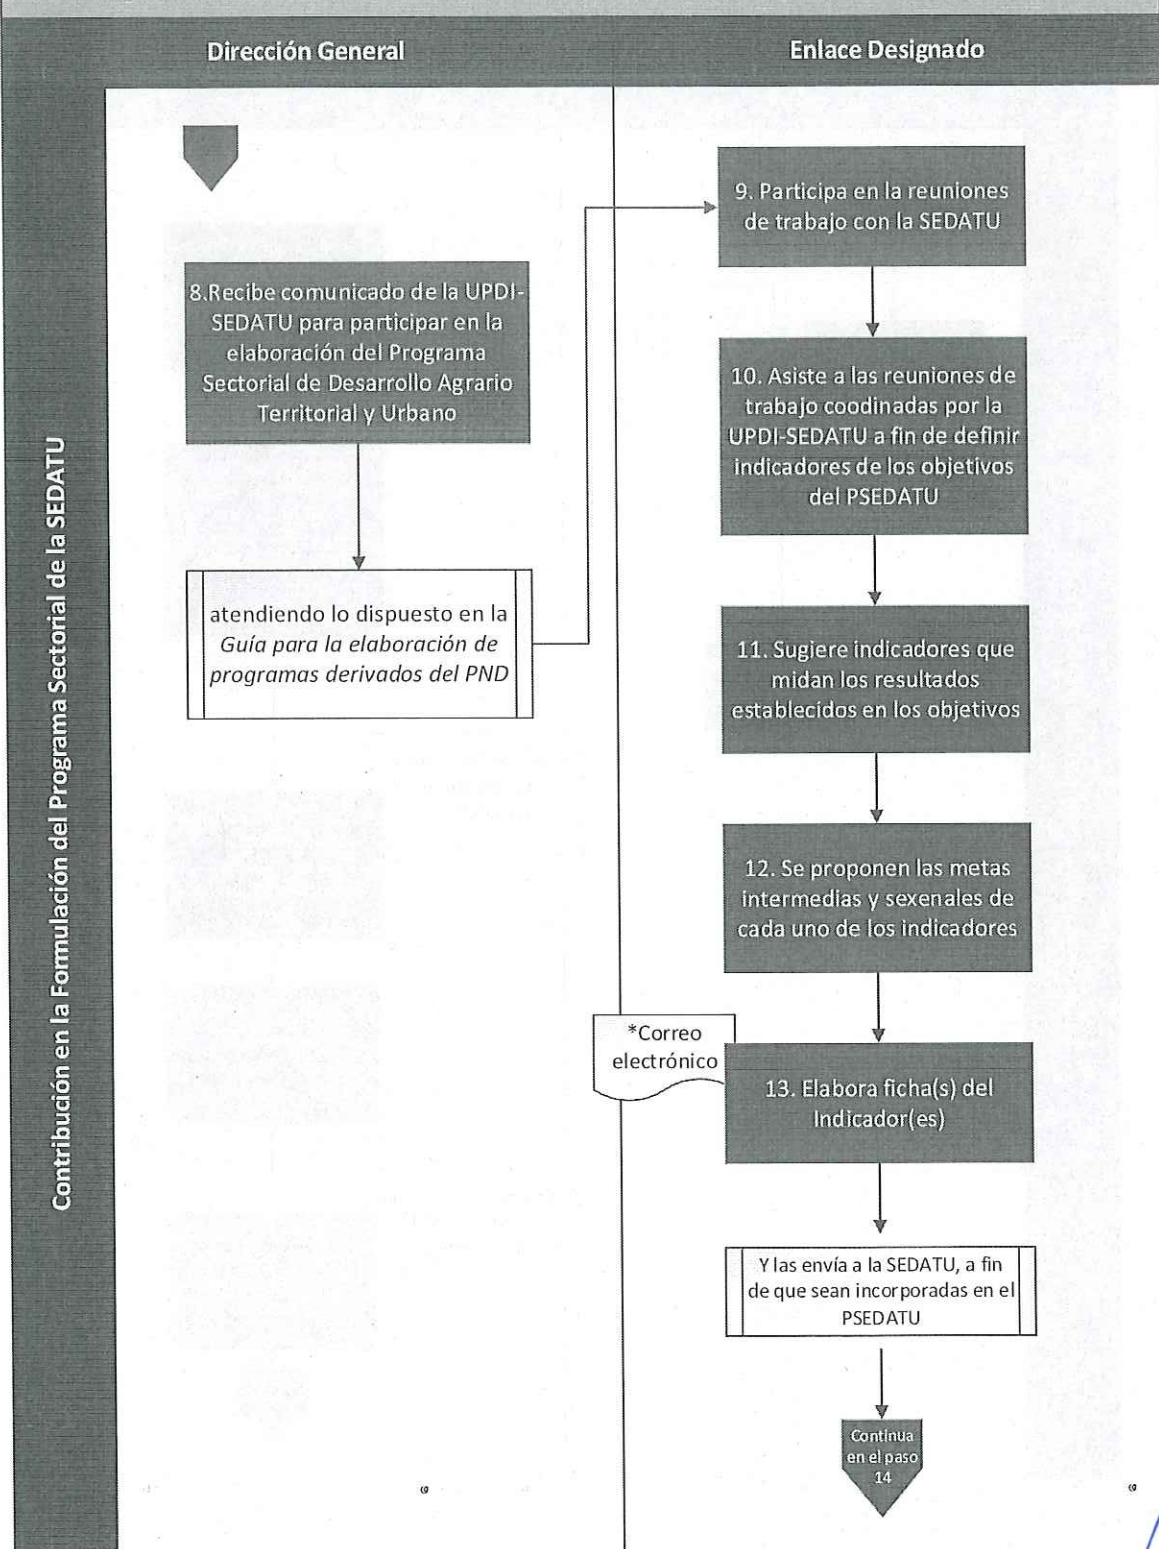 Dirección General
Enlace Designado
Contribución en la Formulación del Programa Sectorial de la SEDATU
8.Recibe comunicado de la UPDI-
SEDATU para participar en la
elaboración del Programa
Sectorial de Desarrollo Agrario
Territorial y Urbano
atendiendo lo dispuesto en la
Guía para la elaboración de
programas derivados del PND
9. Participa en la reuniones
de trabajo con la SEDATU
10. Asiste a las reuniones de
trabajo coodinadas por la
UPDI-SEDATU a fin de definir
indicadores de los objetivos
del PSEDATU
11. Sugiere indicadores que
midan los resultados
establecidos en los objetivos
12. Se proponen las metas
intermedias y sexenales de
cada uno de los indicadores
*Correo
electrónico
13. Elabora ficha(s) del
Indicador(es)
Y las envía a la SEDATU, a fin
de que sean incorporadas en el
PSEDATU
Continua
en el paso
14